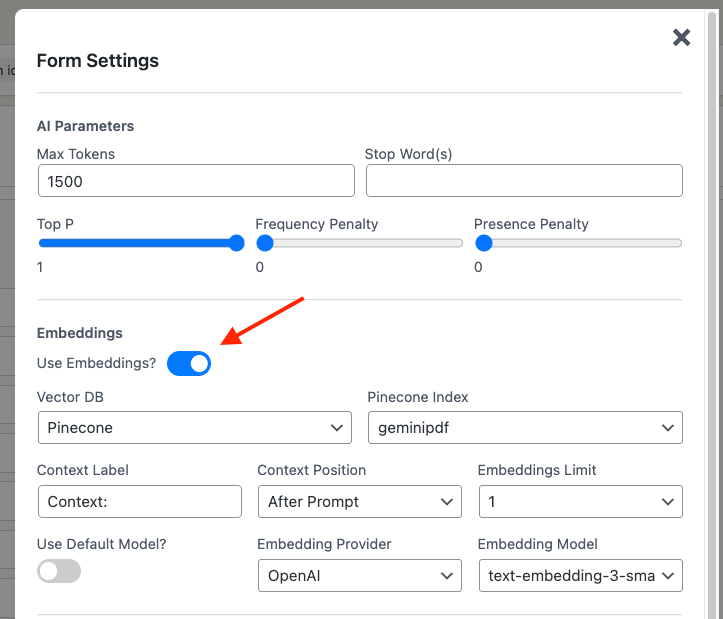 Form Settings
AI Parameters
Max Tokens Stop Word(s)
1500
Top P Frequency Penalty Presence Penalty
1 0 0
Embeddings
Use Embeddings?
Vector DB Pinecone Index
Pinecone geminipdf
Context Label Context Position Embeddings Limit
Context: After Prompt 1
Use Default Model? Embedding Provider Embedding Model
OpenAI text-embedding-3-sma